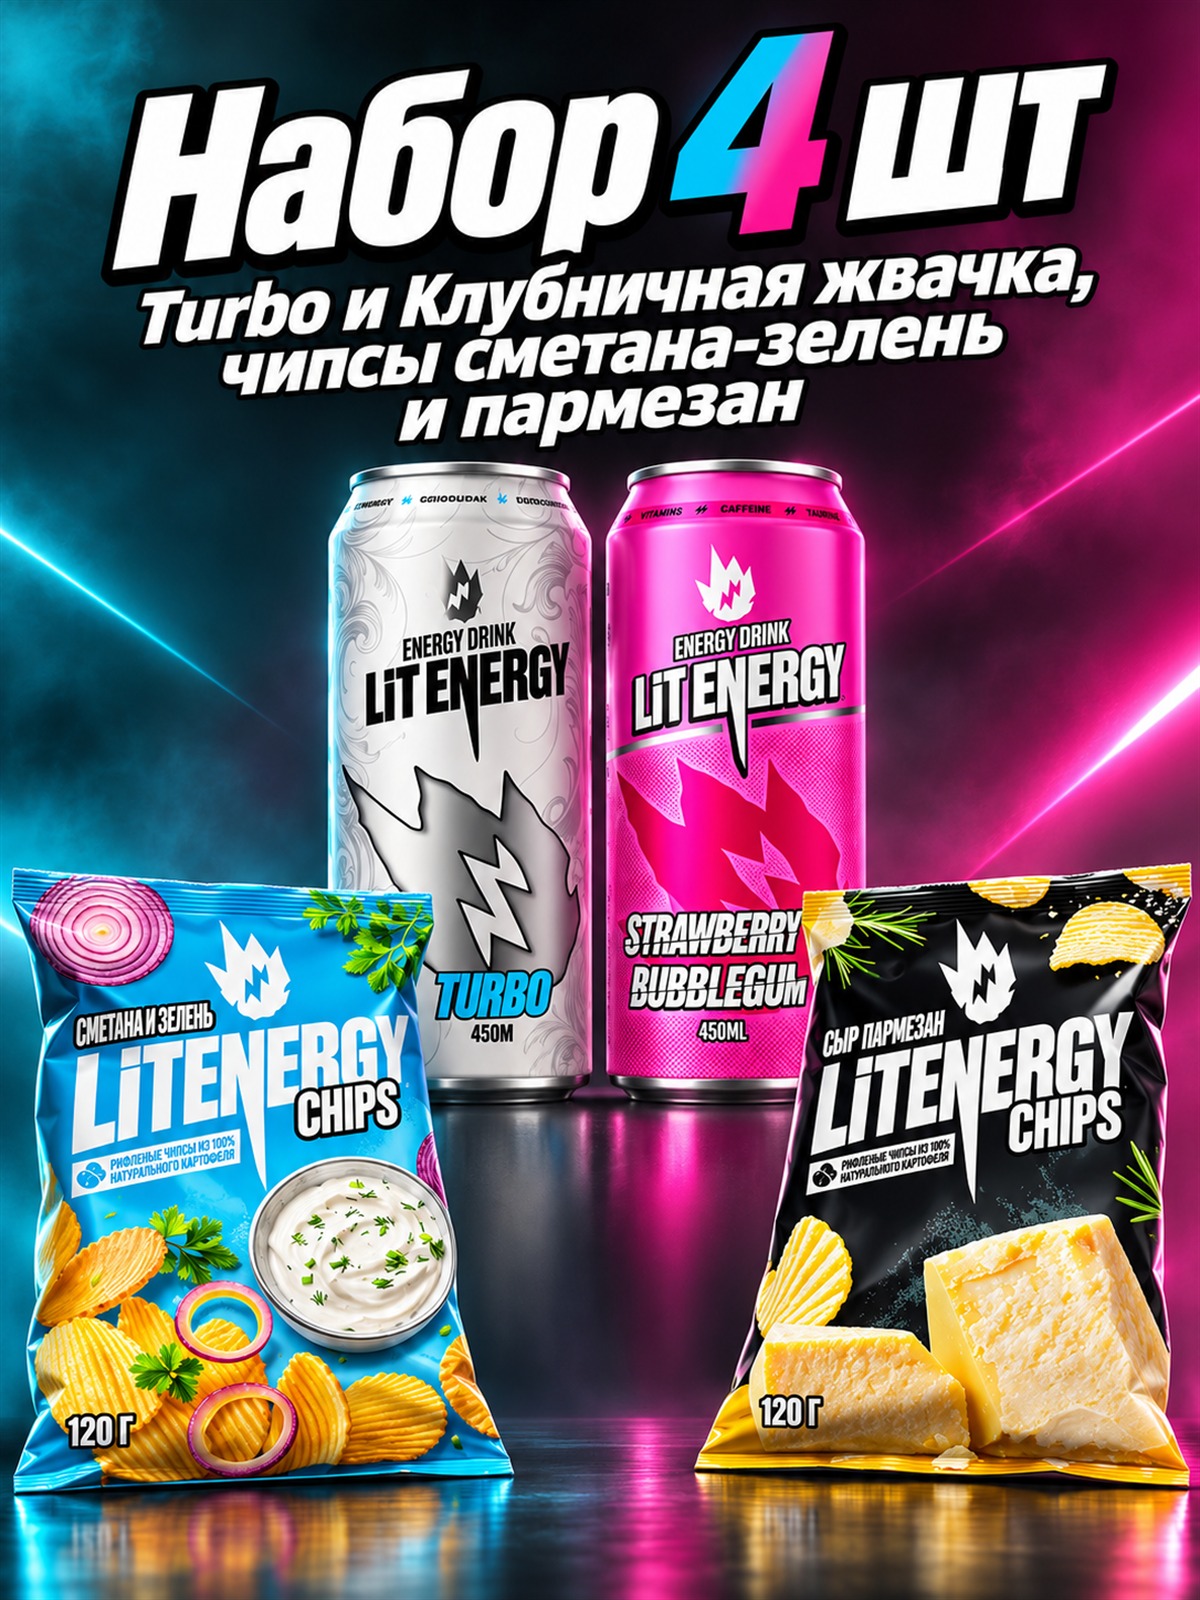 Набор 4 шт
Turbo и Клубничная жвачка,
чипсы сметана-зелень
и пармезан
VITAMINS CAFFEINE
ENERGY DRINK
LiT ENERGY
TURBO
450M
ENERGY DRINK
LiT ENERGY
STRAWBERRY
BUBBLEGUM
450ML
СМЕТАНА И ЗЕЛЕНЬ
LiTENERGY
CHIPS
РИФЛЕНЫЕ ЧИПСЫ ИЗ 100%
НАТУРАЛЬНОГО КАРТОФЕЛЯ
120 Г
СЫР ПАРМЕЗАН
LiTENERGY
CHIPS
РИФЛЕНЫЕ ЧИПСЫ ИЗ 100%
НАТУРАЛЬНОГО КАРТОФЕЛЯ
120 Г